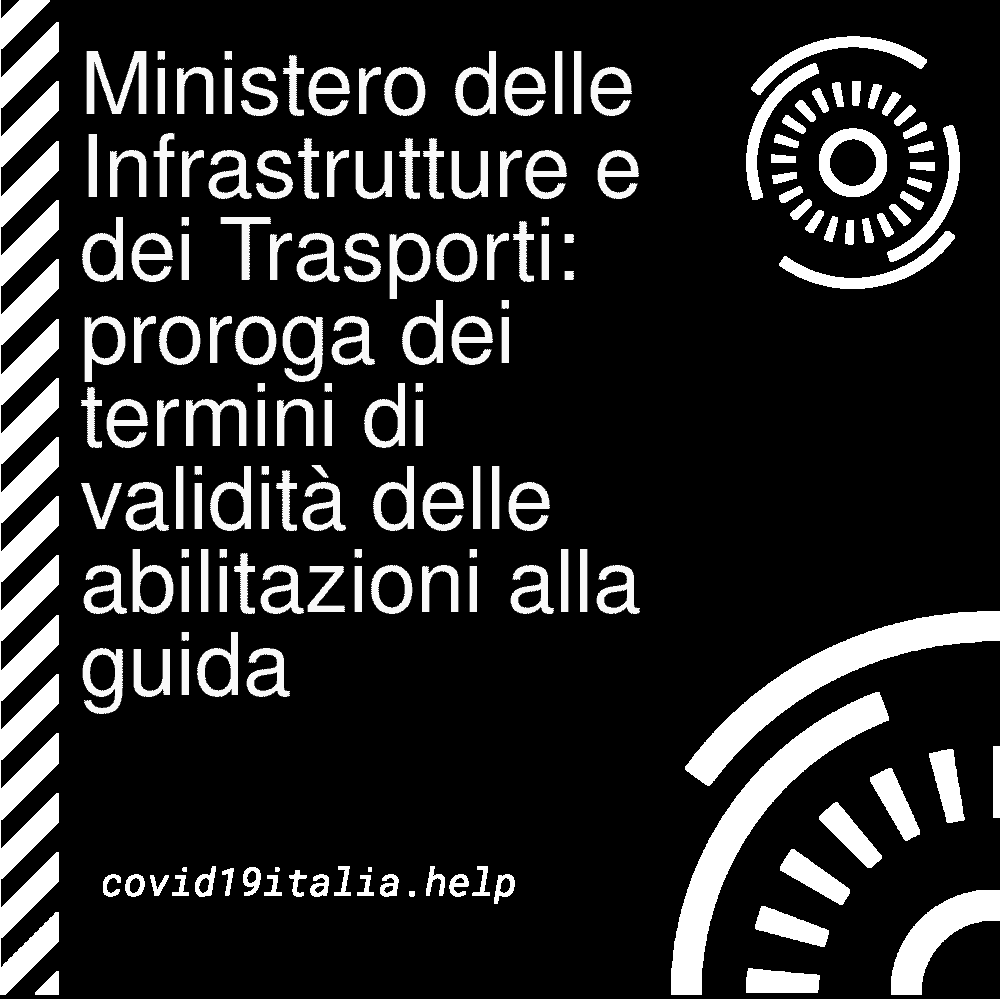 Ministero delle
Infrastrutture e
dei Trasporti:
proroga dei
termini di
validità delle
abilitazioni alla
guida
covid19italia.help